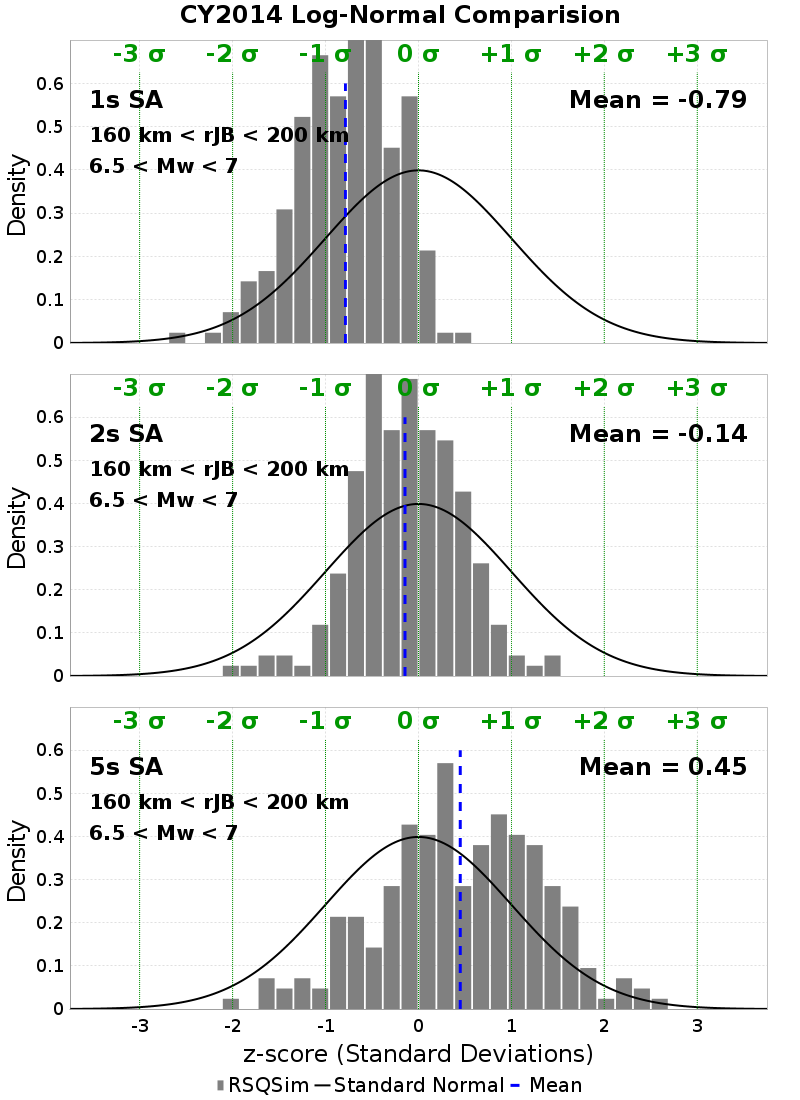 CY2014 Log-Normal Comparision
-3 σ -2 σ -1 σ 0 σ +1 σ +2 σ +3 σ
1s SA Mean = -0.79
160 km < rJB < 200 km
6.5 < Mw < 7
Density
0.6
0.5
0.4
0.3
0.2
0.1
0
-3 σ -2 σ -1 σ 0 σ +1 σ +2 σ +3 σ
2s SA Mean = -0.14
160 km < rJB < 200 km
6.5 < Mw < 7
Density
0.6
0.5
0.4
0.3
0.2
0.1
0
-3 σ -2 σ -1 σ 0 σ +1 σ +2 σ +3 σ
5s SA Mean = 0.45
160 km < rJB < 200 km
6.5 < Mw < 7
Density
0.6
0.5
0.4
0.3
0.2
0.1
0
-3 -2 -1 0 1 2 3
z-score (Standard Deviations)
RSQSim Standard Normal Mean